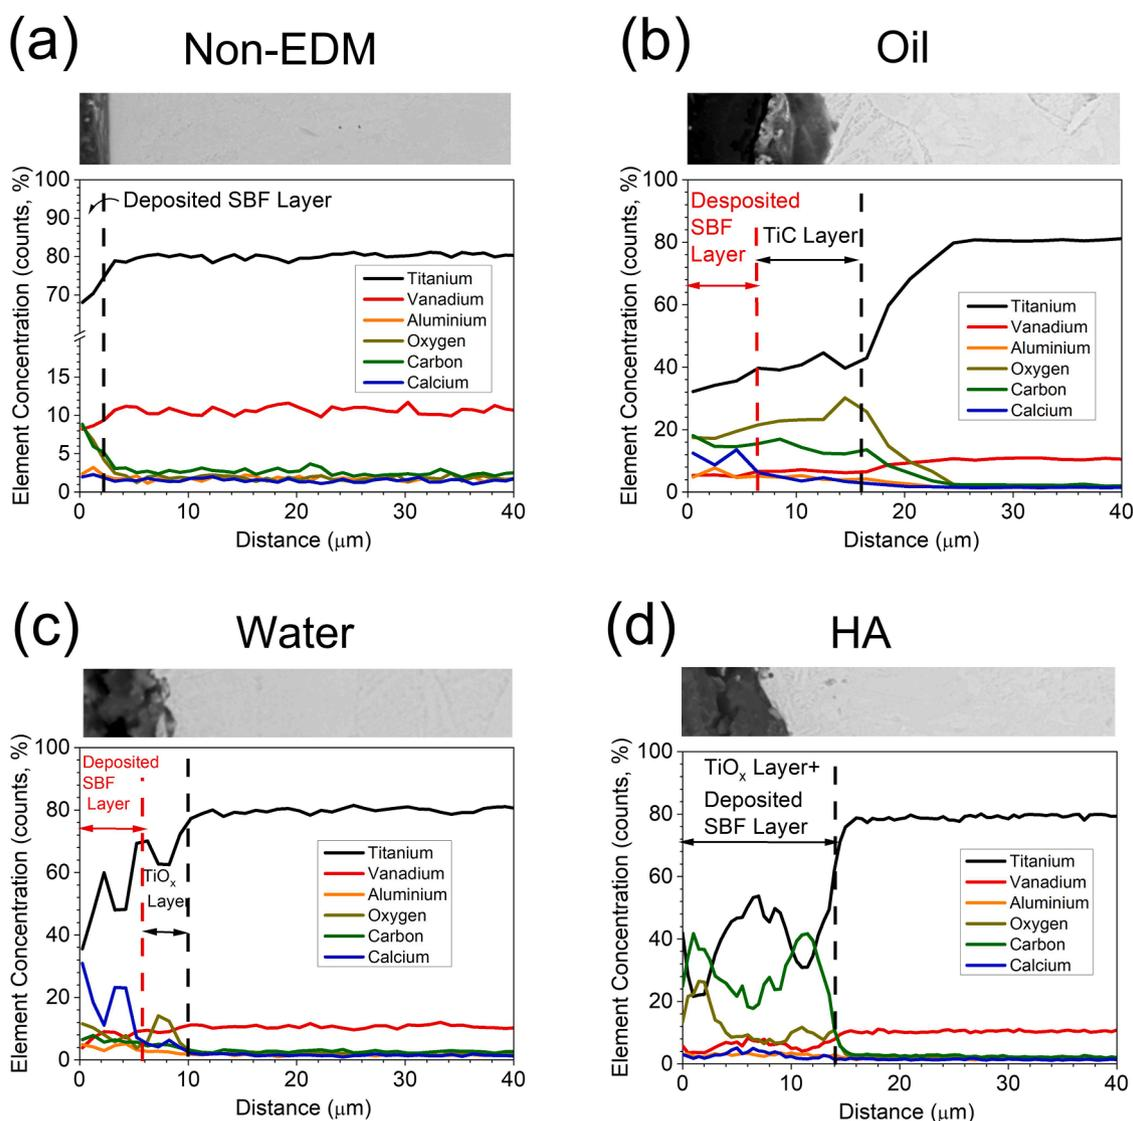 (a)
Non-EDM
Element Concentration (counts, %)
100
90
80
70
15
10
5
0
Deposited SBF Layer
Titanium
Vanadium
Aluminium
Oxygen
Carbon
Calcium
0 10 20 30 40
Distance (μm)
(b)
Oil
Element Concentration (counts, %)
100
80
60
40
20
0
Desposited
SBF
Layer
TiC Layer
Titanium
Vanadium
Aluminium
Oxygen
Carbon
Calcium
0 10 20 30 40
Distance (μm)
(c)
Water
Element Concentration (counts, %)
100
80
60
40
20
0
Deposited
SBF
Layer
TiOx
Layer
Titanium
Vanadium
Aluminium
Oxygen
Carbon
Calcium
0 10 20 30 40
Distance (μm)
(d)
HA
Element Concentration (counts, %)
100
80
60
40
20
0
TiOx Layer+
Deposited
SBF Layer
Titanium
Vanadium
Aluminium
Oxygen
Carbon
Calcium
0 10 20 30 40
Distance (μm)